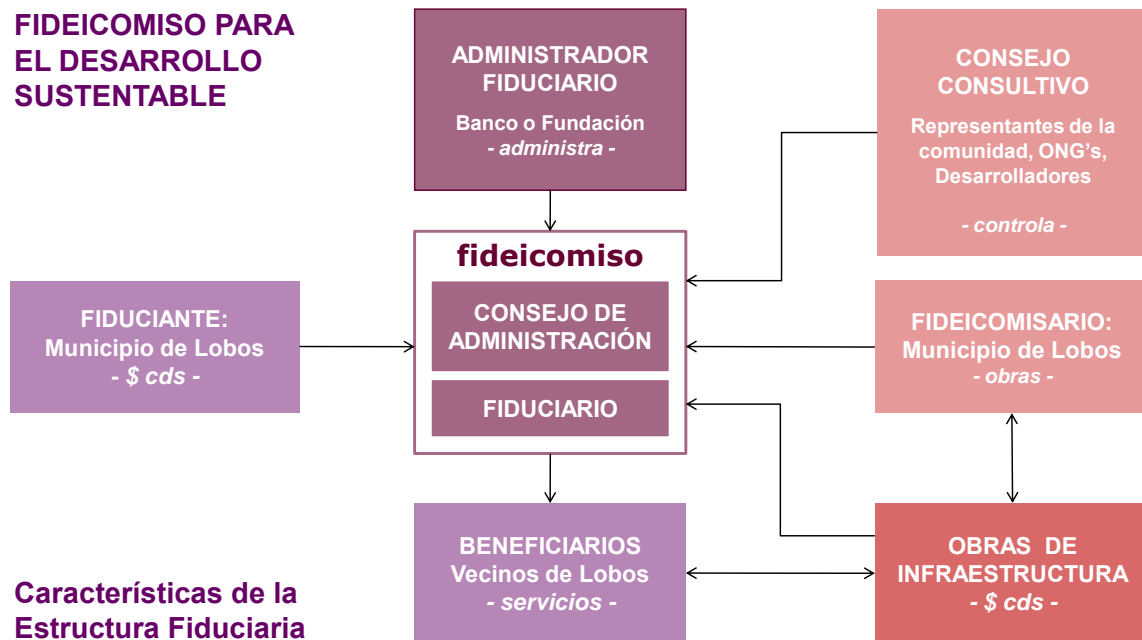 FIDEICOMISO PARA
EL DESARROLLO
SUSTENTABLE
ADMINISTRADOR
FIDUCIARIO
Banco o Fundación
- administra -
CONSEJO
CONSULTIVO
Representantes de la
comunidad, ONG’s,
Desarrolladores
- controla -
fideicomiso
CONSEJO DE
ADMINISTRACIÓN
FIDUCIARIO
FIDUCIANTE:
Municipio de Lobos
- $ cds -
FIDEICOMISARIO:
Municipio de Lobos
- obras -
BENEFICIARIOS
Vecinos de Lobos
- servicios -
OBRAS DE
INFRAESTRUCTURA
- $ cds -
Características de la
Estructura Fiduciaria